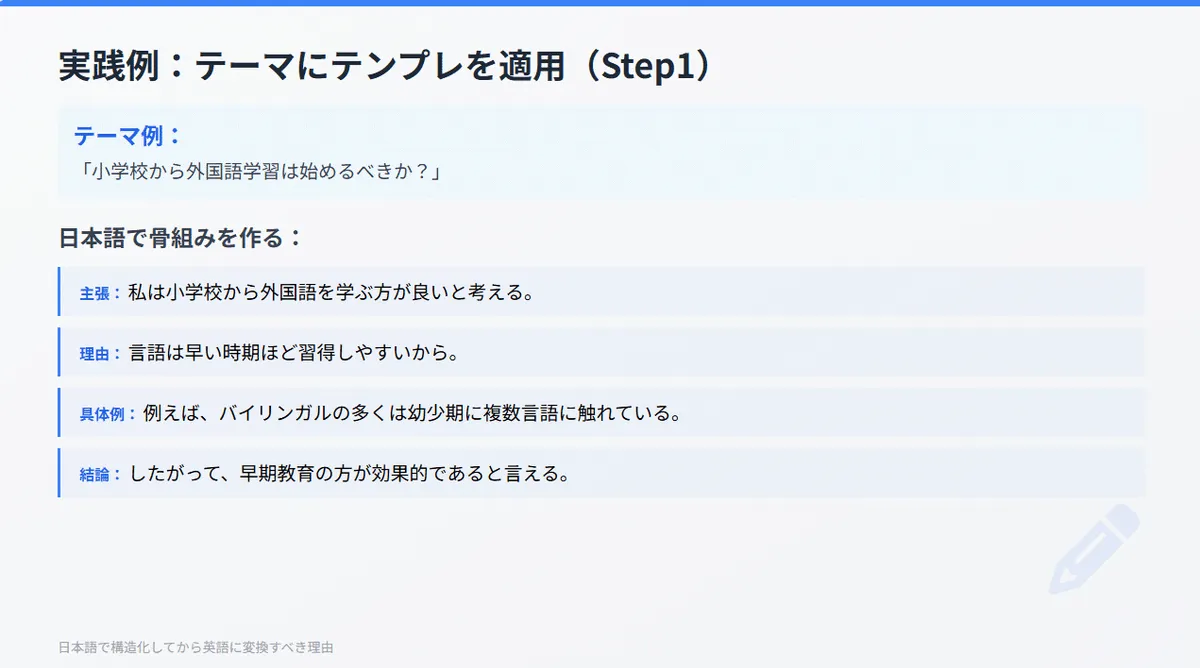 実践例：テーマにテンプレを適用（Step1）
テーマ例：
「小学校から外国語学習は始めるべきか？」
日本語で骨組みを作る：
主張： 私は小学校から外国語を学ぶ方が良いと考える。
理由： 言語は早い時期ほど習得しやすいから。
具体例： 例えば、バイリンガルの多くは幼少期に複数言語に触れている。
結論： したがって、早期教育の方が効果的であると言える。
日本語で構造化してから英語に変換すべき理由